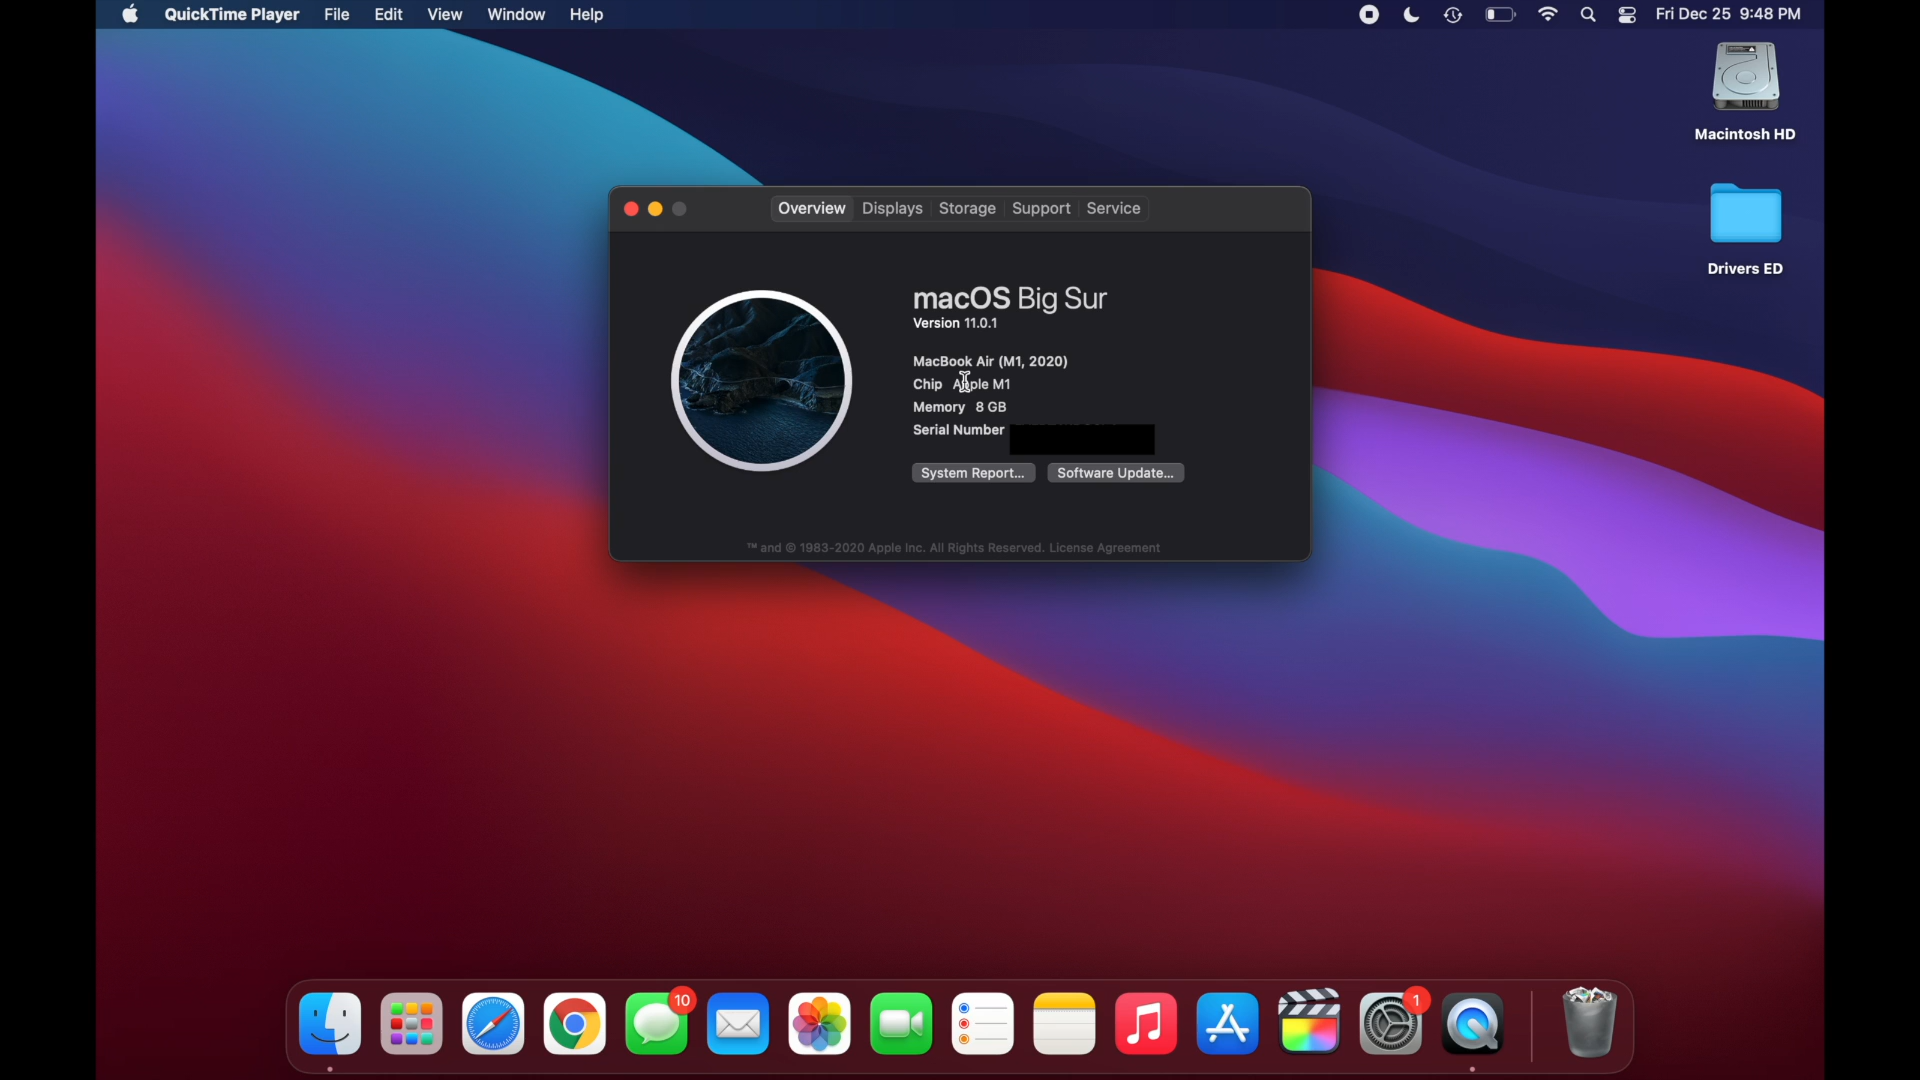 QuickTime Player File Edit View Window Help Fri Dec 25 9:48 PM
Macintosh HD
Drivers ED
Overview Displays Storage Support Service
macOS Big Sur
Version 11.0.1
MacBook Air (M1, 2020)
Chip Apple M1
Memory 8 GB
Serial Number
System Report... Software Update...
™ and © 1983-2020 Apple Inc. All Rights Reserved. License Agreement
10 1